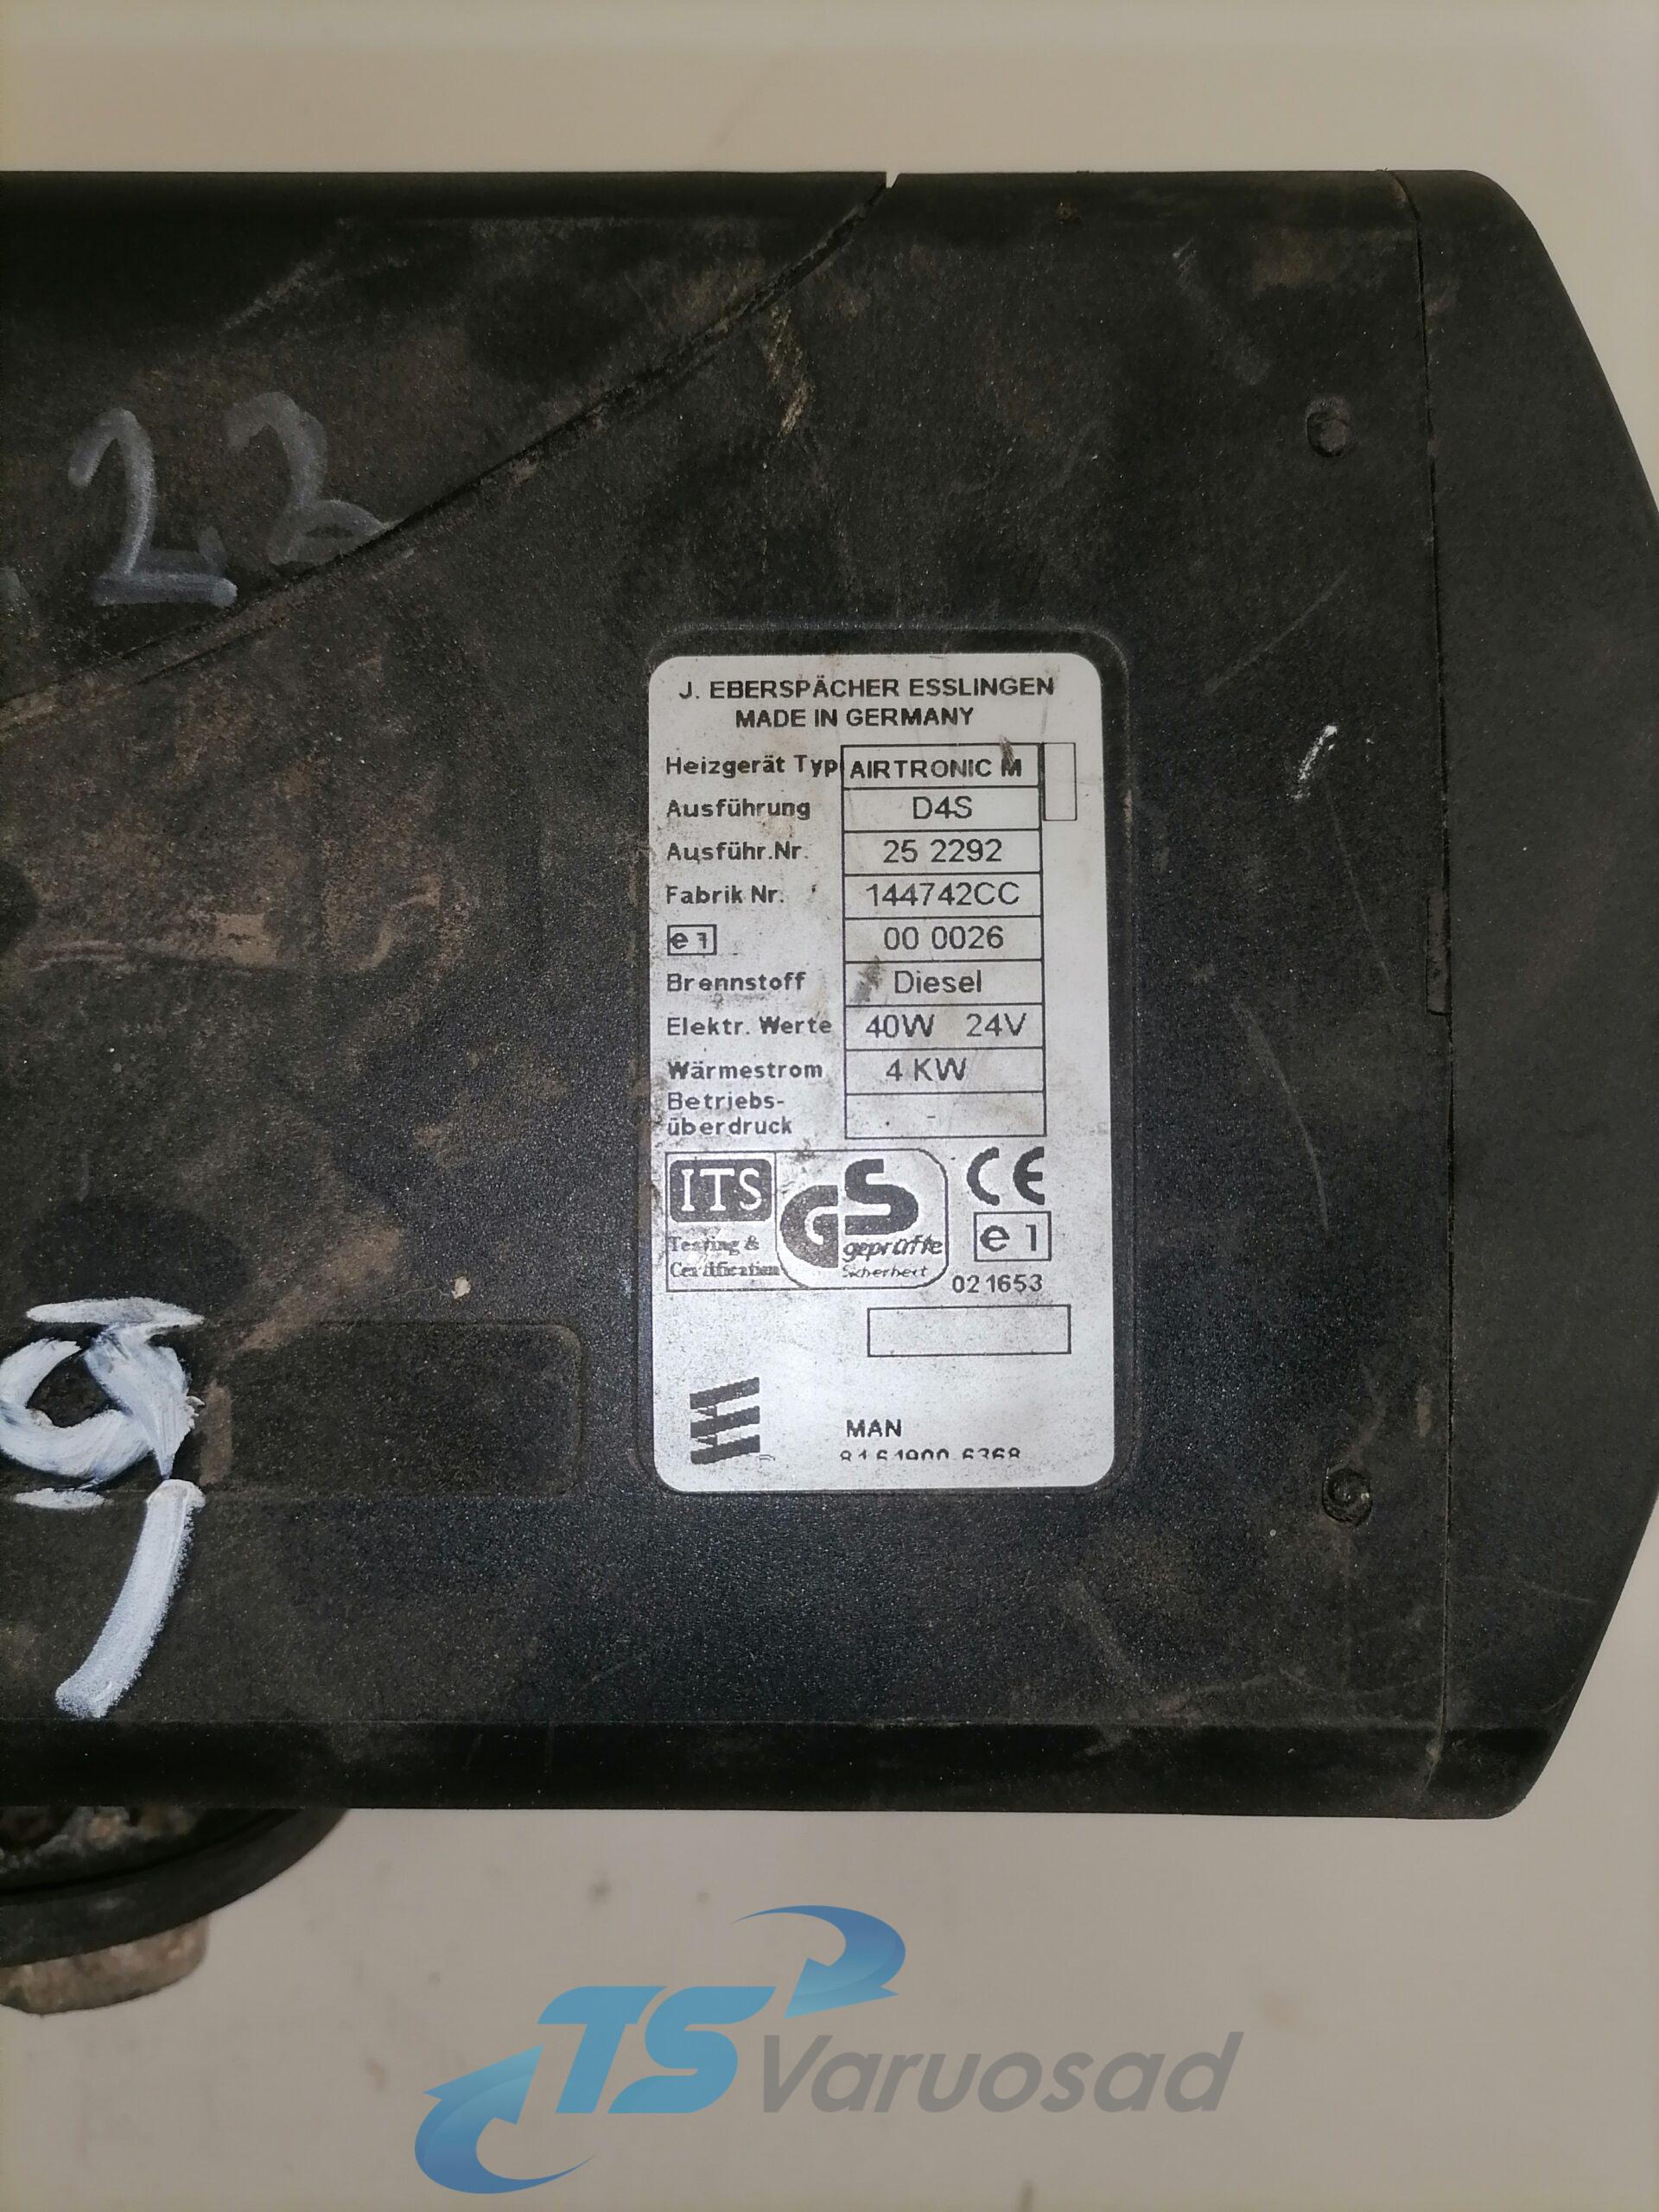 22
J. EBERSPÄCHER ESSLINGEN
MADE IN GERMANY
Heizgerät Typ AIRTRONIC M
Ausführung D4S
Ausführ.Nr. 25 2292
Fabrik Nr. 144742CC
e1 00 0026
Brennstoff Diesel
Elektr. Werte 40W 24V
Wärmestrom 4 KW
Betriebs-
überdruck -
ITS
Testing &
Certification
GS
geprüfte
Sicherheit
CE
e1
02 1653
MAN
TS Varuosad